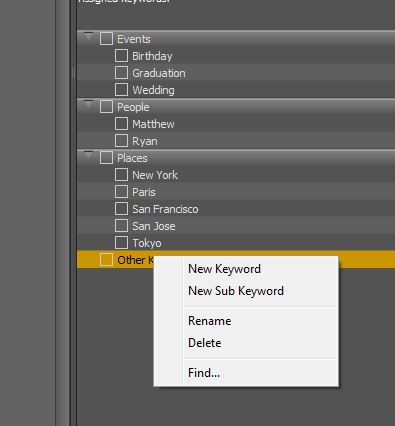 Assigned Keywords:
Events
Birthday
Graduation
Wedding
People
Matthew
Ryan
Places
New York
Paris
San Francisco
San Jose
Tokyo
Other K
New Keyword
New Sub Keyword
Rename
Delete
Find...